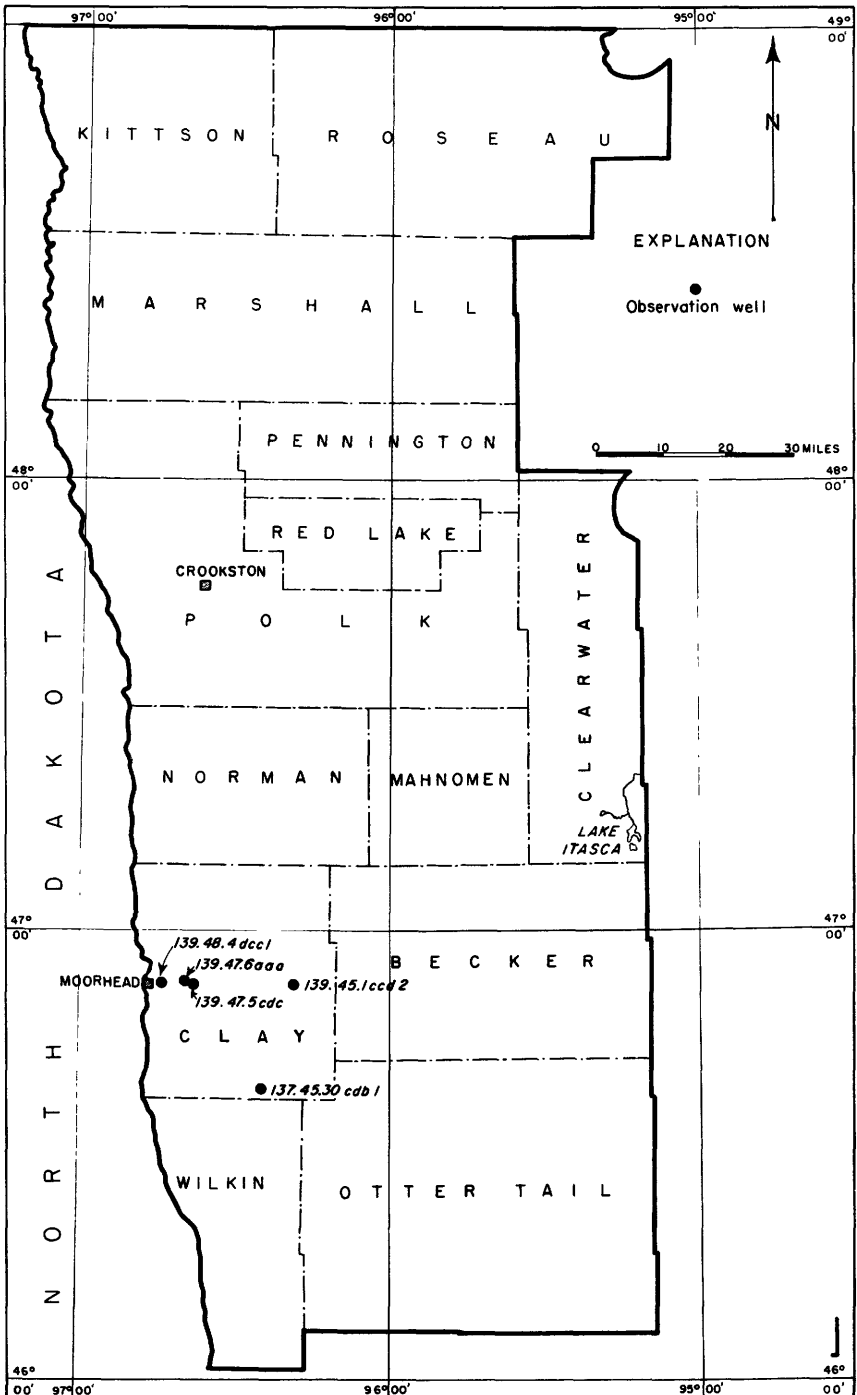 97° 00'
96° 00'
95° 00'
49° 00'
N
KITTSON
ROSEAU
EXPLANATION
Observation well
MARSHALL
PENNINGTON
0 10 20 30 MILES
48° 00'
48° 00'
RED LAKE
CROOKSTON
POLK
CLEARWATER
NORMAN
MAHNOMEN
LAKE
ITASCA
NORTH DAKOTA
47° 00'
47° 00'
139.48.4dcc1
139.47.6aaa
MOORHEAD
139.45.1ccd2
139.47.5cdc
BECKER
CLAY
137.45.30cdb1
WILKIN
OTTER TAIL
46° 00'
97° 00'
96° 00'
95° 00'
46° 00'